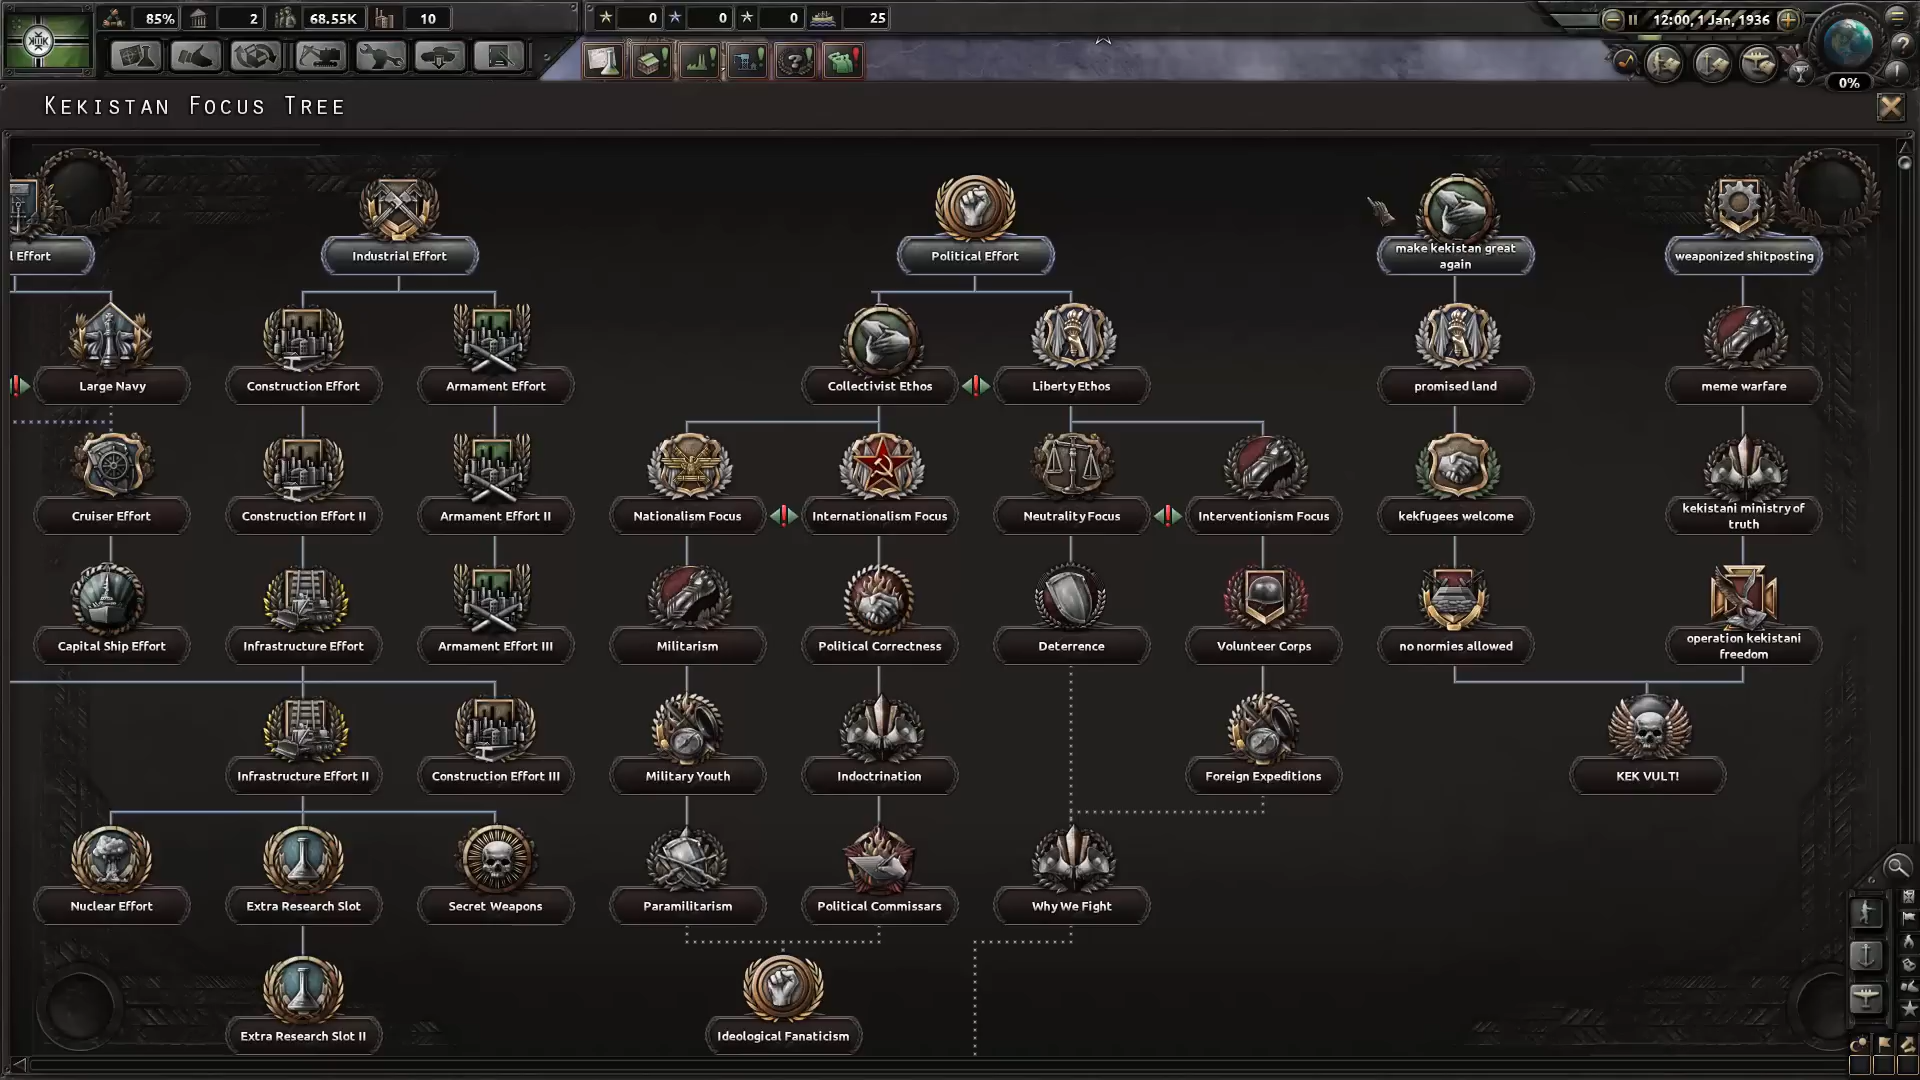 85%
2
68.55K
10
0
0
0
25
12:00, 1 Jan, 1936
0%
Kekistan Focus Tree
l Effort
Industrial Effort
Political Effort
make kekistan great
again
weaponized shitposting
Large Navy
Construction Effort
Armament Effort
Collectivist Ethos
Liberty Ethos
promised land
meme warfare
Cruiser Effort
Construction Effort II
Armament Effort II
Nationalism Focus
Internationalism Focus
Neutrality Focus
Interventionism Focus
kekfugees welcome
kekistani ministry of
truth
Capital Ship Effort
Infrastructure Effort
Armament Effort III
Militarism
Political Correctness
Deterrence
Volunteer Corps
no normies allowed
operation kekistani
freedom
Infrastructure Effort II
Construction Effort III
Military Youth
Indoctrination
Foreign Expeditions
KEK VULT!
Nuclear Effort
Extra Research Slot
Secret Weapons
Paramilitarism
Political Commissars
Why We Fight
Extra Research Slot II
Ideological Fanaticism